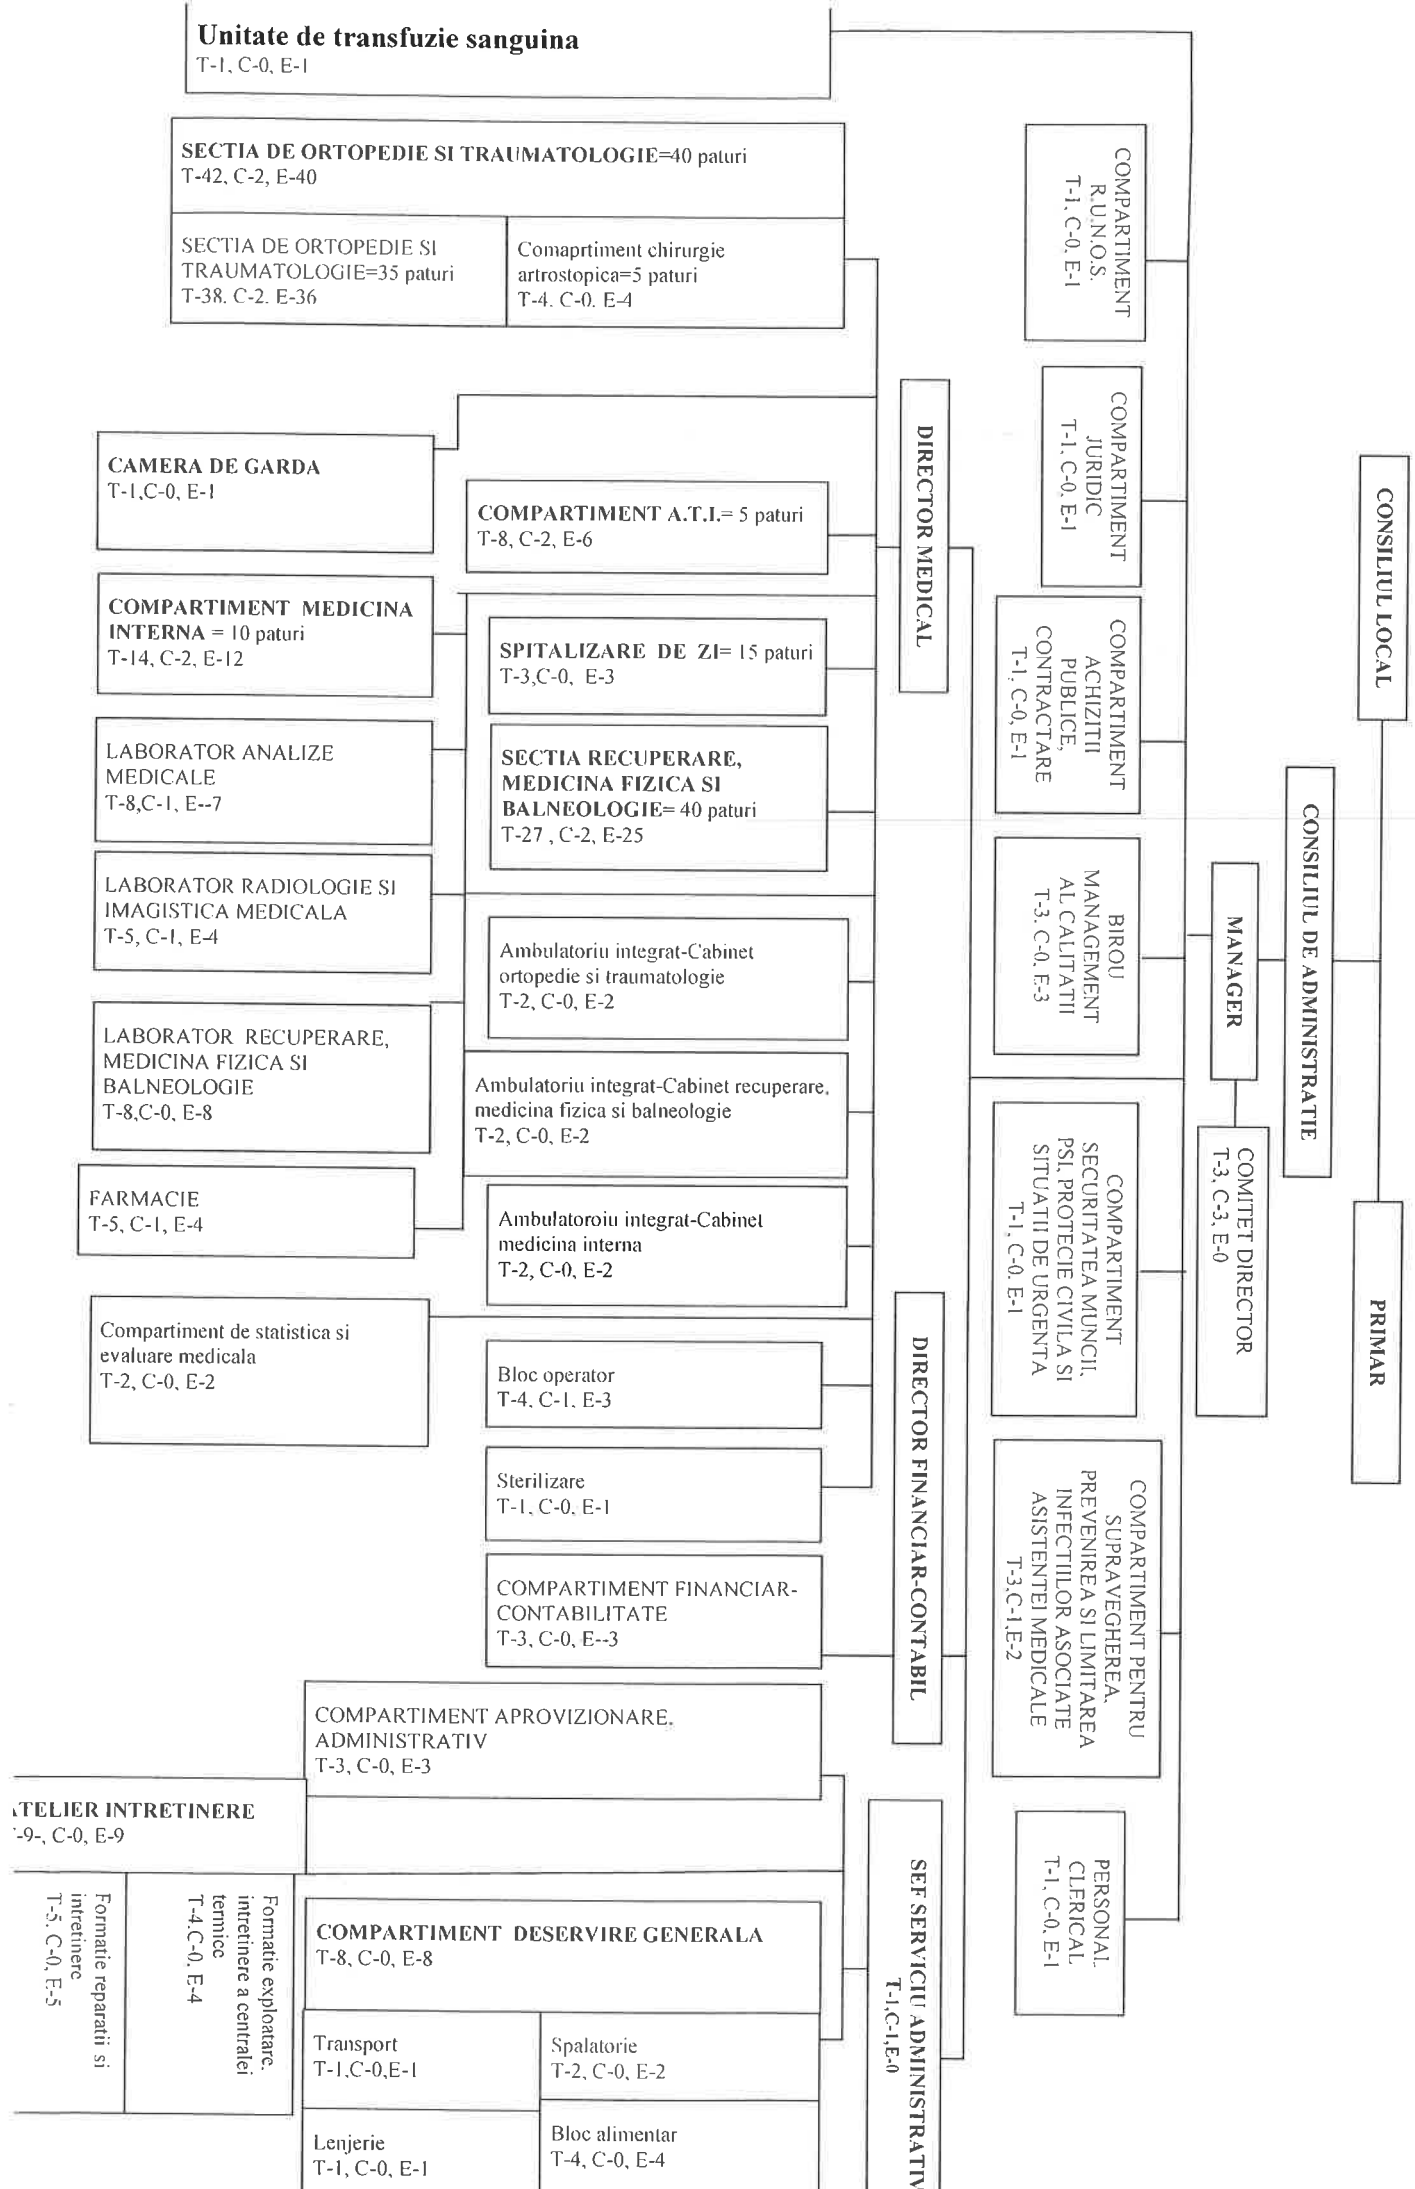 Unitate de transfuzie sanguina
T-1, C-0, E-1
SECTIA DE ORTOPEDIE SI TRAUMATOLOGIE=40 paturi
T-42, C-2, E-40
SECTIA DE ORTOPEDIE SI
TRAUMATOLOGIE=35 paturi
T-38. C-2. E-36
Comaprtiment chirurgie
artrostopica=5 paturi
T-4. C-0. E-4
CAMERA DE GARDA
T-1,C-0, E-1
COMPARTIMENT A.T.I.= 5 paturi
T-8, C-2, E-6
COMPARTIMENT MEDICINA
INTERNA = 10 paturi
T-14, C-2, E-12
SPITALIZARE DE ZI= 15 paturi
T-3,C-0, E-3
LABORATOR ANALIZE
MEDICALE
T-8,C-1, E--7
SECTIA RECUPERARE,
MEDICINA FIZICA SI
BALNEOLOGIE= 40 paturi
T-27 , C-2, E-25
LABORATOR RADIOLOGIE SI
IMAGISTICA MEDICALA
T-5, C-1, E-4
Ambulatoriu integrat-Cabinet
ortopedie si traumatologie
T-2, C-0, E-2
LABORATOR RECUPERARE,
MEDICINA FIZICA SI
BALNEOLOGIE
T-8,C-0, E-8
Ambulatoriu integrat-Cabinet recuperare,
medicina fizica si balneologie
T-2, C-0, E-2
FARMACIE
T-5, C-1, E-4
Ambulatoroiu integrat-Cabinet
medicina interna
T-2, C-0, E-2
Compartiment de statistica si
evaluare medicala
T-2, C-0, E-2
Bloc operator
T-4. C-1. E-3
Sterilizare
T-1, C-0, E-1
COMPARTIMENT FINANCIAR-
CONTABILITATE
T-3, C-0, E--3
COMPARTIMENT APROVIZIONARE,
ADMINISTRATIV
T-3, C-0, E-3
TELIER INTRETINERE
-9-, C-0, E-9
Formatie exploatare,
intretinere a centralei
termice
T-4.C-0, E-4
Formatie reparatii si
intretinere
T-5, C-0, E-5
COMPARTIMENT DESERVIRE GENERALA
T-8, C-0, E-8
Transport
T-1,C-0,E-1
Spalatorie
T-2, C-0, E-2
Lenjerie
T-1, C-0, E-1
Bloc alimentar
T-4, C-0, E-4
DIRECTOR MEDICAL
DIRECTOR FINANCIAR-CONTABIL
SEF SERVICIU ADMINISTRATIV
T-1,C-1,E-0
COMPARTIMENT
R.U.N.O.S.
T-1, C-0, E-1
COMPARTIMENT
JURIDIC
T-1, C-0. E-1
COMPARTIMENT
ACHIZITII
PUBLICE,
CONTRACTARE
T-1, C-0, E-1
BIROU
MANAGEMENT
AL CALITATII
T-3. C-0, E-3
COMPARTIMENT
SECURITATEA MUNCII,
PSI, PROTECIE CIVILA SI
SITUATII DE URGENTA
T-1, C-0. E-1
COMPARTIMENT PENTRU
SUPRAVEGHEREA,
PREVENIREA SI LIMITAREA
INFECTIILOR ASOCIATE
ASISTENTEI MEDICALE
T-3,C-1,E-2
PERSONAL
CLERICAL
T-1, C-0, E-1
MANAGER
COMITET DIRECTOR
T-3, C-3, E-0
CONSILIUL DE ADMINISTRATIE
CONSILIUL LOCAL
PRIMAR